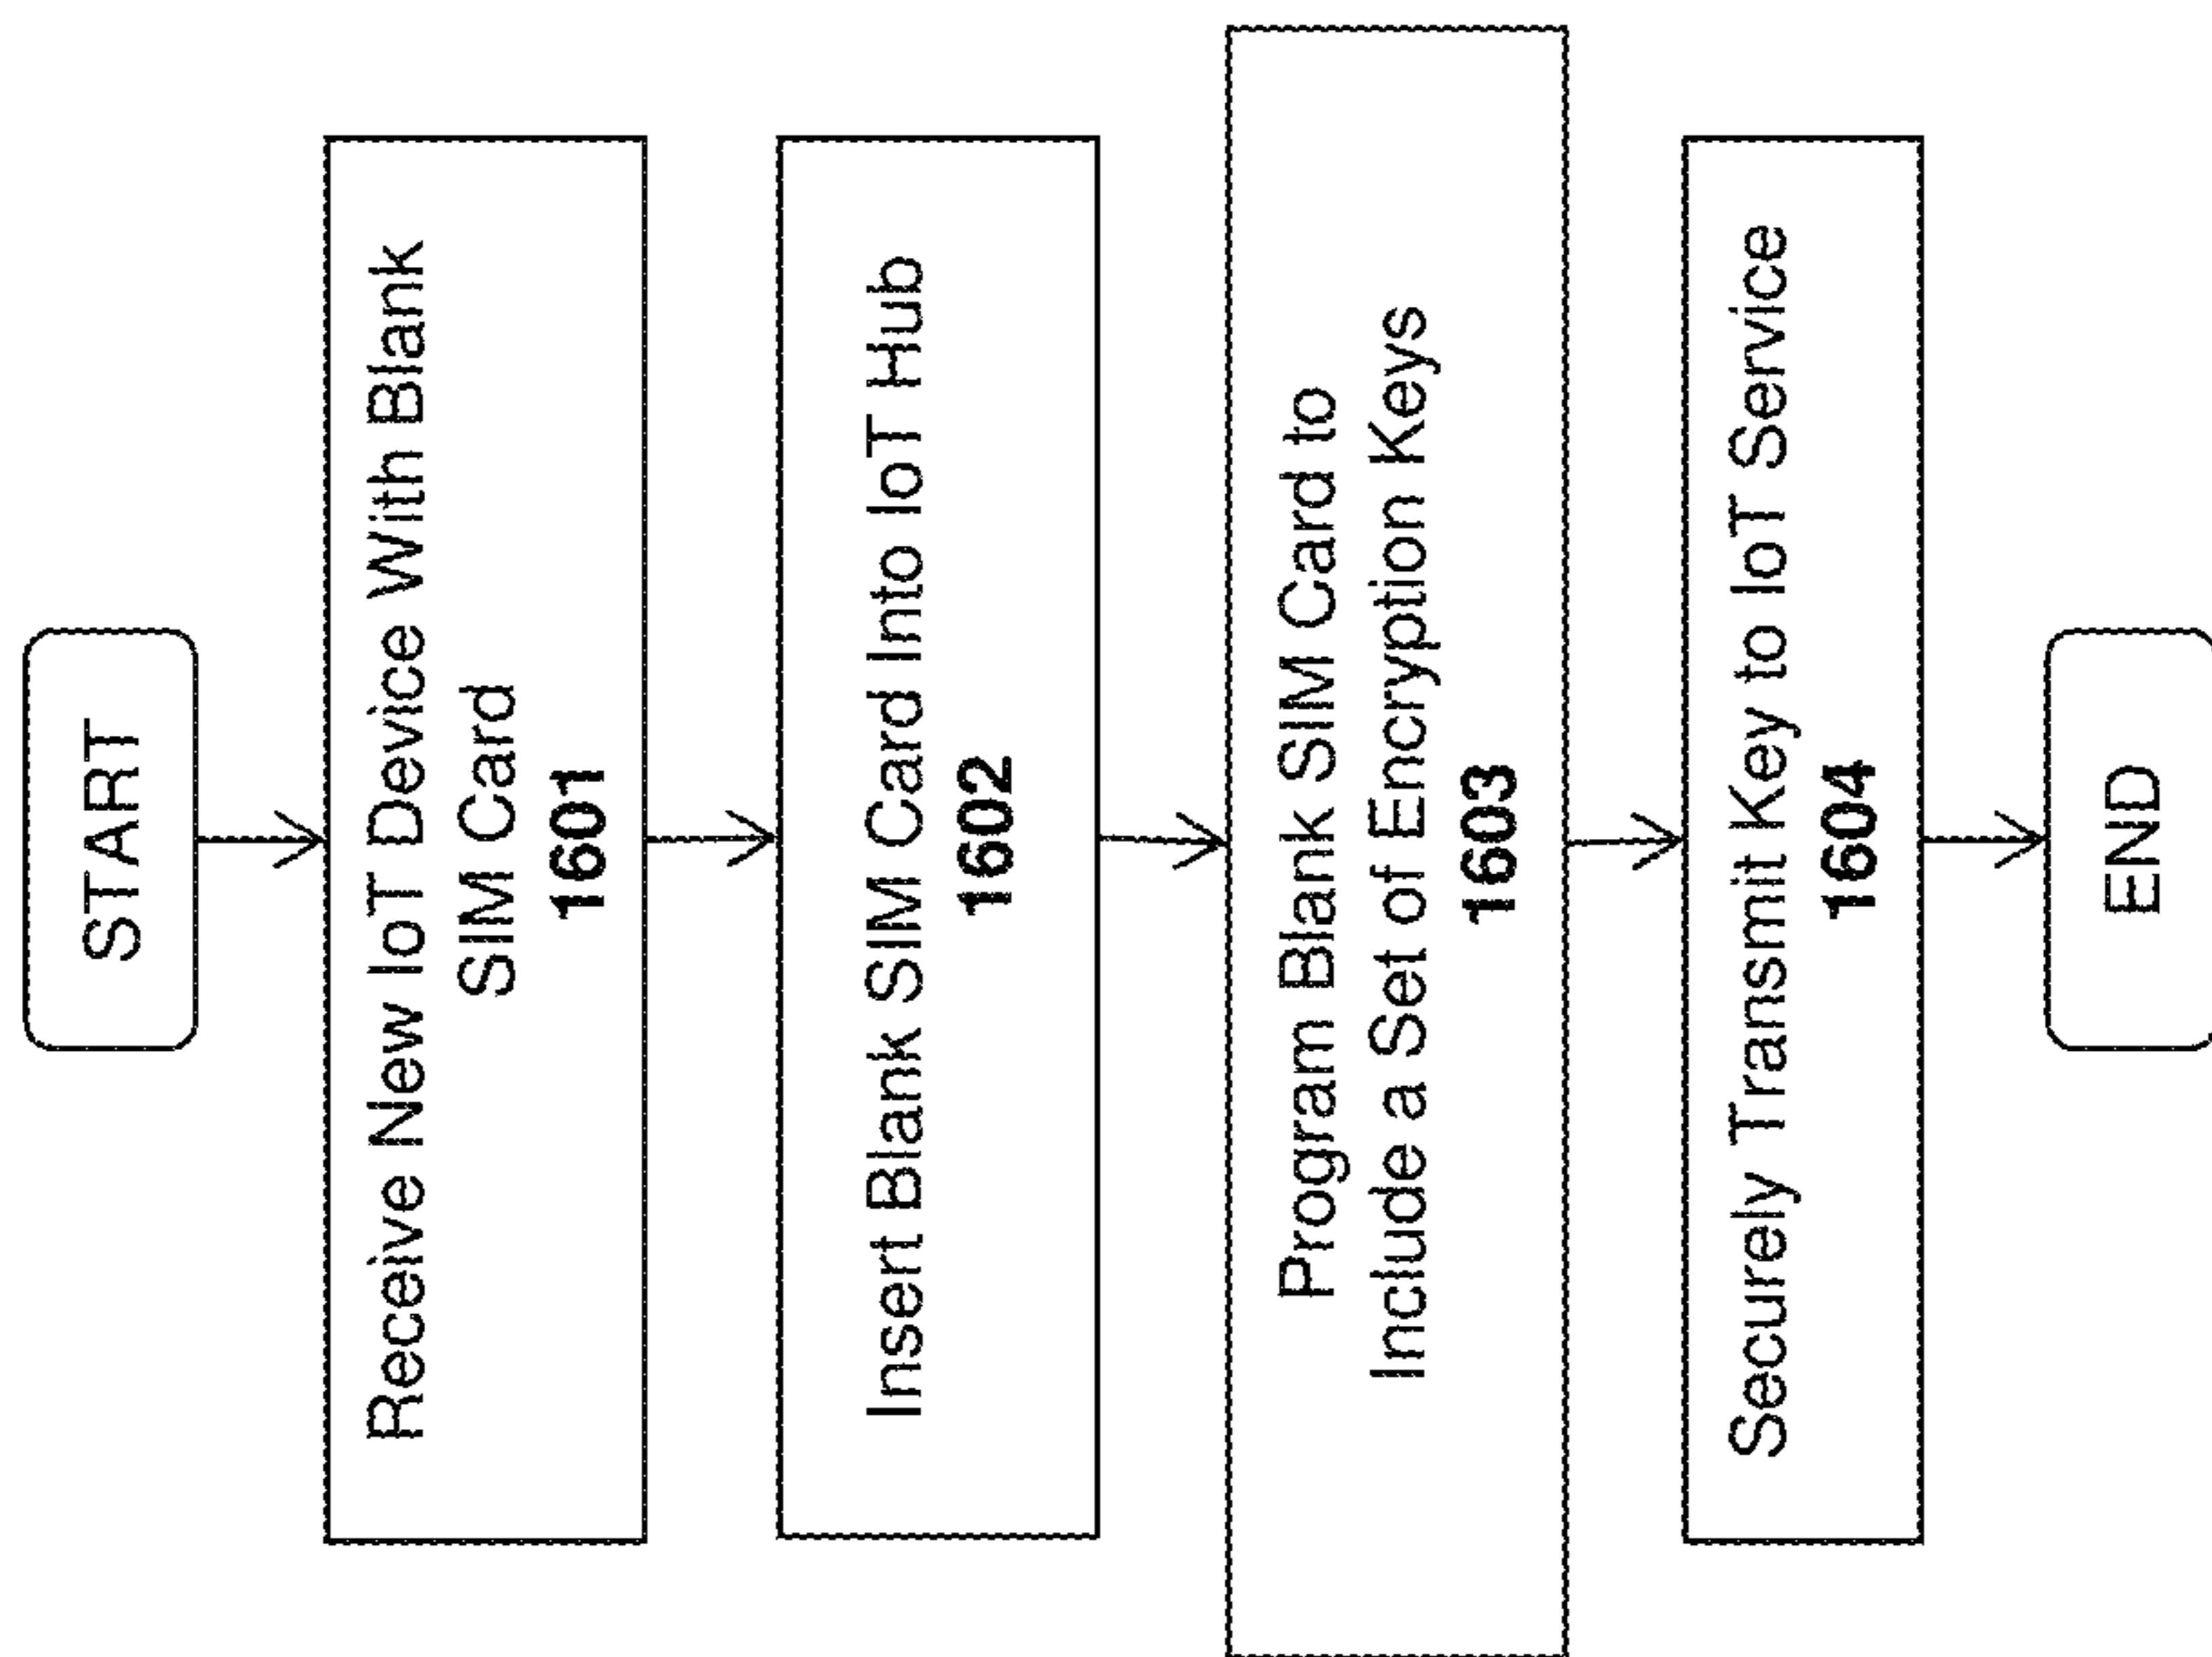 START
Receive New IoT Device With Blank
SIM Card
1601
Insert Blank SIM Card Into IoT Hub
1602
Program Blank SIM Card to
Include a Set of Encryption Keys
1603
Securely Transmit Key to IoT Service
1604
END